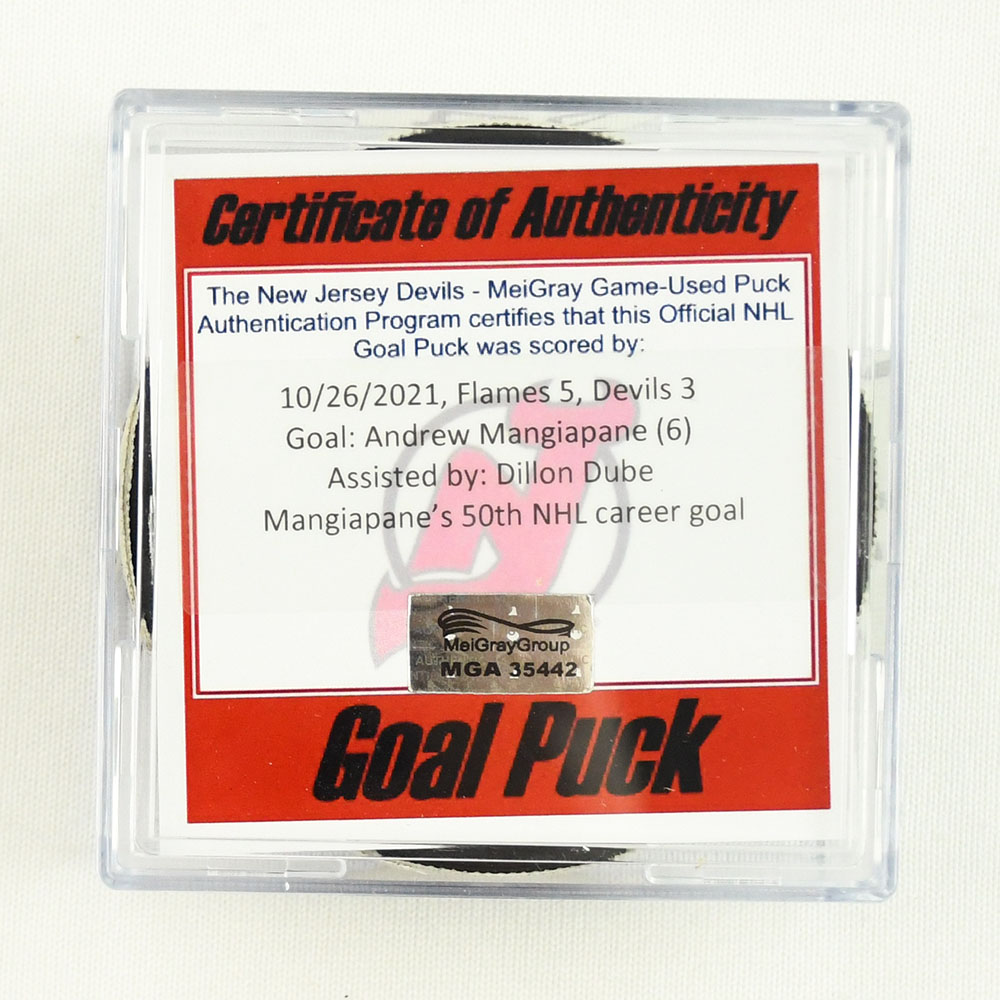 Certificate of Authenticity
The New Jersey Devils - MeiGray Game-Used Puck
Authentication Program certifies that this Official NHL
Goal Puck was scored by:
10/26/2021, Flames 5, Devils 3
Goal: Andrew Mangiapane (6)
Assisted by: Dillon Dube
Mangiapane's 50th NHL career goal
MeiGrayGroup
MGA 35442
Goal Puck